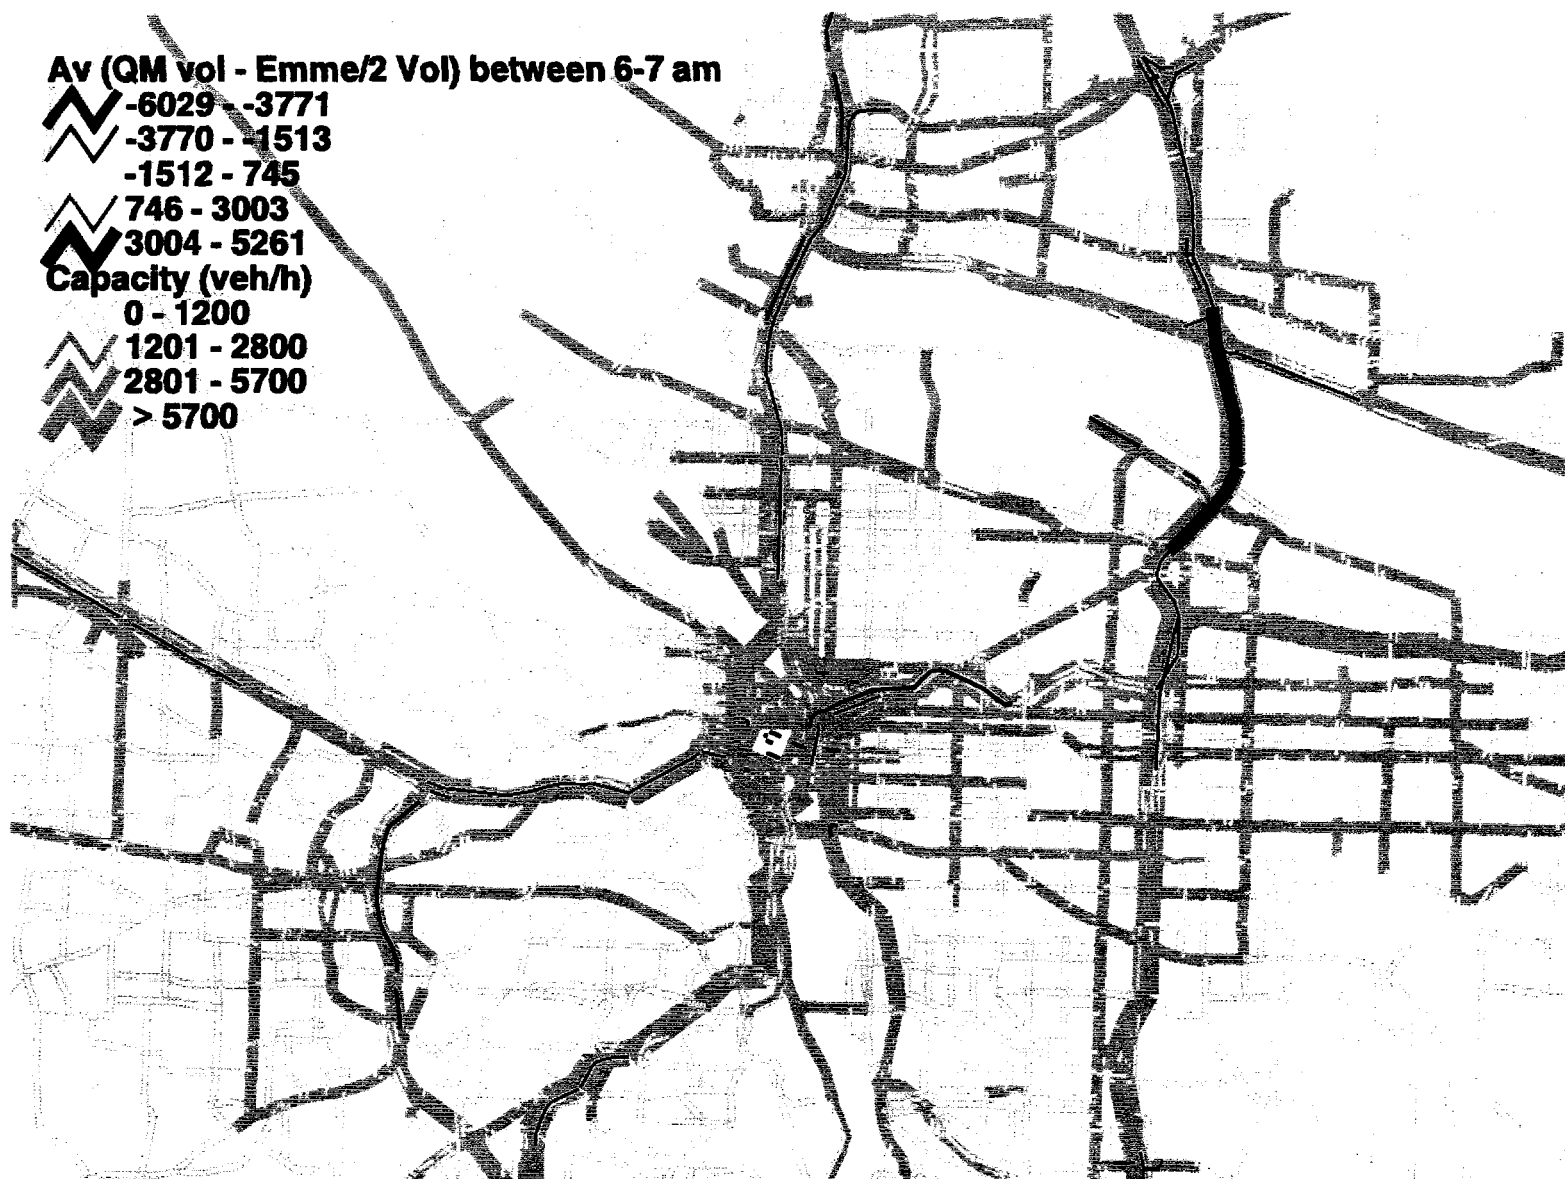 Av (QM vol - Emme/2 Vol) between 6-7 am
-6029 - -3771
-3770 - -1513
-1512 - 745
746 - 3003
3004 - 5261
Capacity (veh/h)
0 - 1200
1201 - 2800
2801 - 5700
> 5700